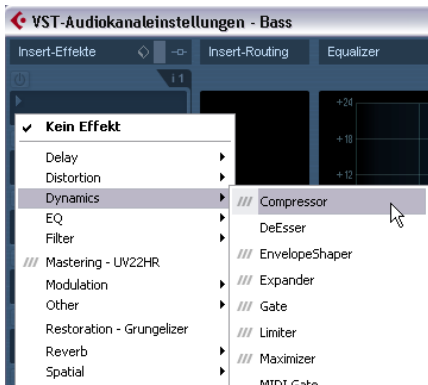 VST-Audiokanaleinstellungen - Bass
Insert-Effekte
Insert-Routing
Equalizer
i1
+24
+18
+12
Kein Effekt
Delay
Distortion
Dynamics
EQ
Filter
Mastering - UV22HR
Modulation
Other
Restoration - Grungelizer
Reverb
Spatial
Compressor
DeEsser
EnvelopeShaper
Expander
Gate
Limiter
Maximizer
MIDI Gate